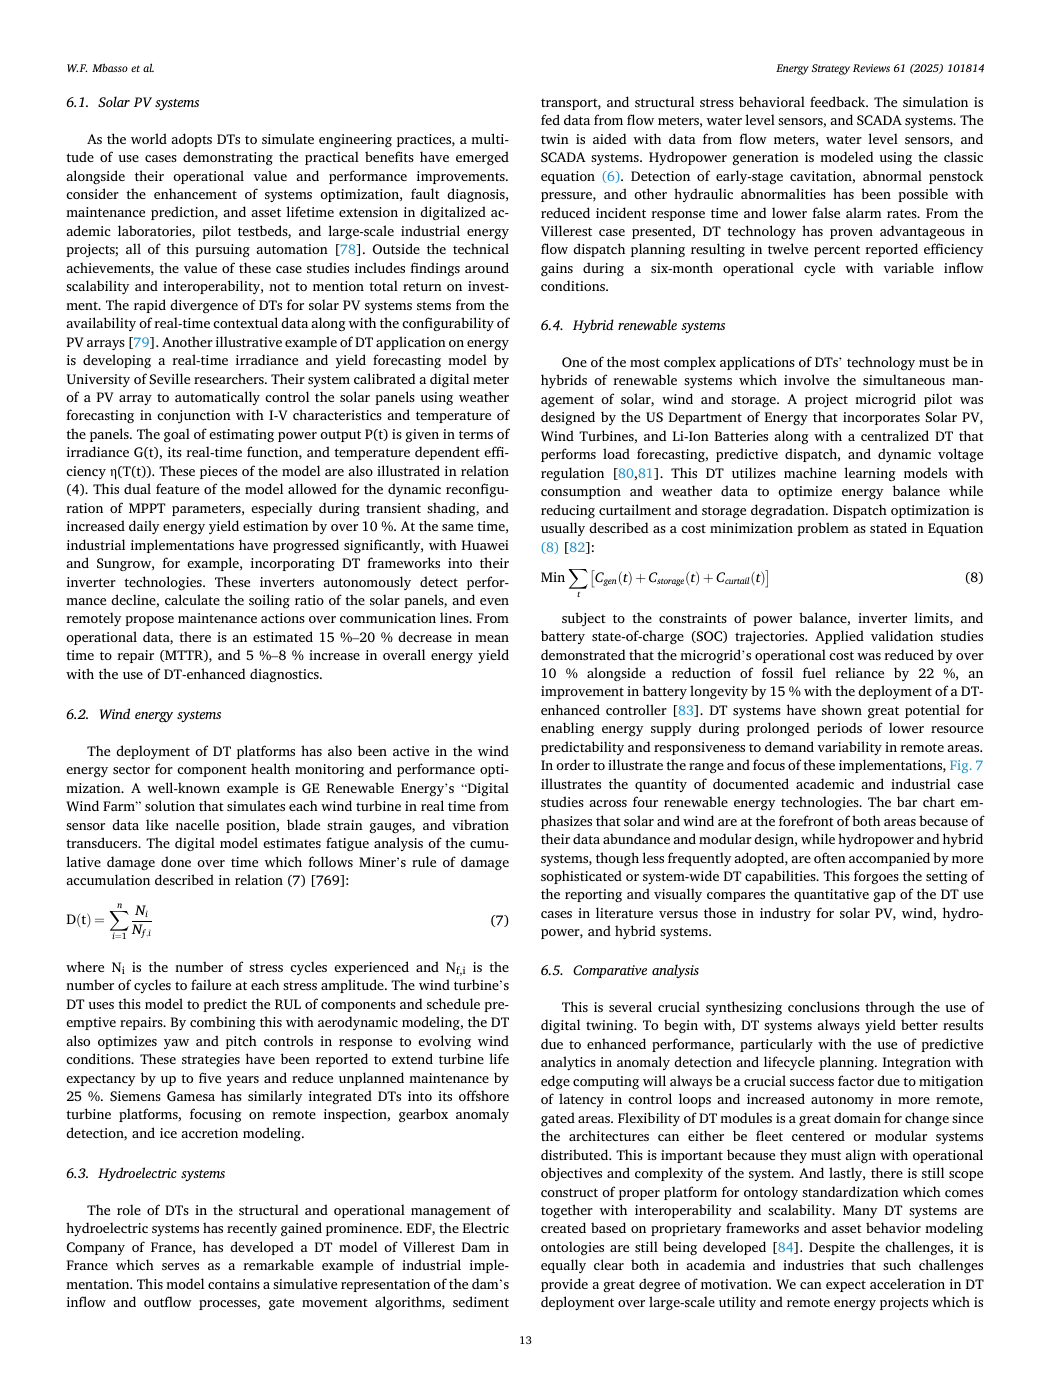 W.F. Mbasso et al.
Energy Strategy Reviews 61 (2025) 101814
6.1. Solar PV systems
As the world adopts DTs to simulate engineering practices, a multi-
tude of use cases demonstrating the practical benefits have emerged
alongside their operational value and performance improvements.
consider the enhancement of systems optimization, fault diagnosis,
maintenance prediction, and asset lifetime extension in digitalized ac-
ademic laboratories, pilot testbeds, and large-scale industrial energy
projects; all of this pursuing automation [78]. Outside the technical
achievements, the value of these case studies includes findings around
scalability and interoperability, not to mention total return on invest-
ment. The rapid divergence of DTs for solar PV systems stems from the
availability of real-time contextual data along with the configurability of
PV arrays [79]. Another illustrative example of DT application on energy
is developing a real-time irradiance and yield forecasting model by
University of Seville researchers. Their system calibrated a digital meter
of a PV array to automatically control the solar panels using weather
forecasting in conjunction with I-V characteristics and temperature of
the panels. The goal of estimating power output P(t) is given in terms of
irradiance G(t), its real-time function, and temperature dependent effi-
ciency η(T(t)). These pieces of the model are also illustrated in relation
(4). This dual feature of the model allowed for the dynamic reconfigu-
ration of MPPT parameters, especially during transient shading, and
increased daily energy yield estimation by over 10 %. At the same time,
industrial implementations have progressed significantly, with Huawei
and Sungrow, for example, incorporating DT frameworks into their
inverter technologies. These inverters autonomously detect perfor-
mance decline, calculate the soiling ratio of the solar panels, and even
remotely propose maintenance actions over communication lines. From
operational data, there is an estimated 15 %–20 % decrease in mean
time to repair (MTTR), and 5 %–8 % increase in overall energy yield
with the use of DT-enhanced diagnostics.
6.2. Wind energy systems
The deployment of DT platforms has also been active in the wind
energy sector for component health monitoring and performance opti-
mization. A well-known example is GE Renewable Energy's “Digital
Wind Farm” solution that simulates each wind turbine in real time from
sensor data like nacelle position, blade strain gauges, and vibration
transducers. The digital model estimates fatigue analysis of the cumu-
lative damage done over time which follows Miner's rule of damage
accumulation described in relation (7) [769]:
D(t) = ∑ᵢ₌₁ⁿ Nᵢ / N_f,i (7)
where Nᵢ is the number of stress cycles experienced and N_f,i is the
number of cycles to failure at each stress amplitude. The wind turbine's
DT uses this model to predict the RUL of components and schedule pre-
emptive repairs. By combining this with aerodynamic modeling, the DT
also optimizes yaw and pitch controls in response to evolving wind
conditions. These strategies have been reported to extend turbine life
expectancy by up to five years and reduce unplanned maintenance by
25 %. Siemens Gamesa has similarly integrated DTs into its offshore
turbine platforms, focusing on remote inspection, gearbox anomaly
detection, and ice accretion modeling.
6.3. Hydroelectric systems
The role of DTs in the structural and operational management of
hydroelectric systems has recently gained prominence. EDF, the Electric
Company of France, has developed a DT model of Villerest Dam in
France which serves as a remarkable example of industrial imple-
mentation. This model contains a simulative representation of the dam's
inflow and outflow processes, gate movement algorithms, sediment
transport, and structural stress behavioral feedback. The simulation is
fed data from flow meters, water level sensors, and SCADA systems. The
twin is aided with data from flow meters, water level sensors, and
SCADA systems. Hydropower generation is modeled using the classic
equation (6). Detection of early-stage cavitation, abnormal penstock
pressure, and other hydraulic abnormalities has been possible with
reduced incident response time and lower false alarm rates. From the
Villerest case presented, DT technology has proven advantageous in
flow dispatch planning resulting in twelve percent reported efficiency
gains during a six-month operational cycle with variable inflow
conditions.
6.4. Hybrid renewable systems
One of the most complex applications of DTs' technology must be in
hybrids of renewable systems which involve the simultaneous man-
agement of solar, wind and storage. A project microgrid pilot was
designed by the US Department of Energy that incorporates Solar PV,
Wind Turbines, and Li-Ion Batteries along with a centralized DT that
performs load forecasting, predictive dispatch, and dynamic voltage
regulation [80,81]. This DT utilizes machine learning models with
consumption and weather data to optimize energy balance while
reducing curtailment and storage degradation. Dispatch optimization is
usually described as a cost minimization problem as stated in Equation
(8) [82]:
Min ∑ₜ [C_gen(t) + C_storage(t) + C_curtail(t)] (8)
subject to the constraints of power balance, inverter limits, and
battery state-of-charge (SOC) trajectories. Applied validation studies
demonstrated that the microgrid's operational cost was reduced by over
10 % alongside a reduction of fossil fuel reliance by 22 %, an
improvement in battery longevity by 15 % with the deployment of a DT-
enhanced controller [83]. DT systems have shown great potential for
enabling energy supply during prolonged periods of lower resource
predictability and responsiveness to demand variability in remote areas.
In order to illustrate the range and focus of these implementations, Fig. 7
illustrates the quantity of documented academic and industrial case
studies across four renewable energy technologies. The bar chart em-
phasizes that solar and wind are at the forefront of both areas because of
their data abundance and modular design, while hydropower and hybrid
systems, though less frequently adopted, are often accompanied by more
sophisticated or system-wide DT capabilities. This forgoes the setting of
the reporting and visually compares the quantitative gap of the DT use
cases in literature versus those in industry for solar PV, wind, hydro-
power, and hybrid systems.
6.5. Comparative analysis
This is several crucial synthesizing conclusions through the use of
digital twining. To begin with, DT systems always yield better results
due to enhanced performance, particularly with the use of predictive
analytics in anomaly detection and lifecycle planning. Integration with
edge computing will always be a crucial success factor due to mitigation
of latency in control loops and increased autonomy in more remote,
gated areas. Flexibility of DT modules is a great domain for change since
the architectures can either be fleet centered or modular systems
distributed. This is important because they must align with operational
objectives and complexity of the system. And lastly, there is still scope
construct of proper platform for ontology standardization which comes
together with interoperability and scalability. Many DT systems are
created based on proprietary frameworks and asset behavior modeling
ontologies are still being developed [84]. Despite the challenges, it is
equally clear both in academia and industries that such challenges
provide a great degree of motivation. We can expect acceleration in DT
deployment over large-scale utility and remote energy projects which is
13